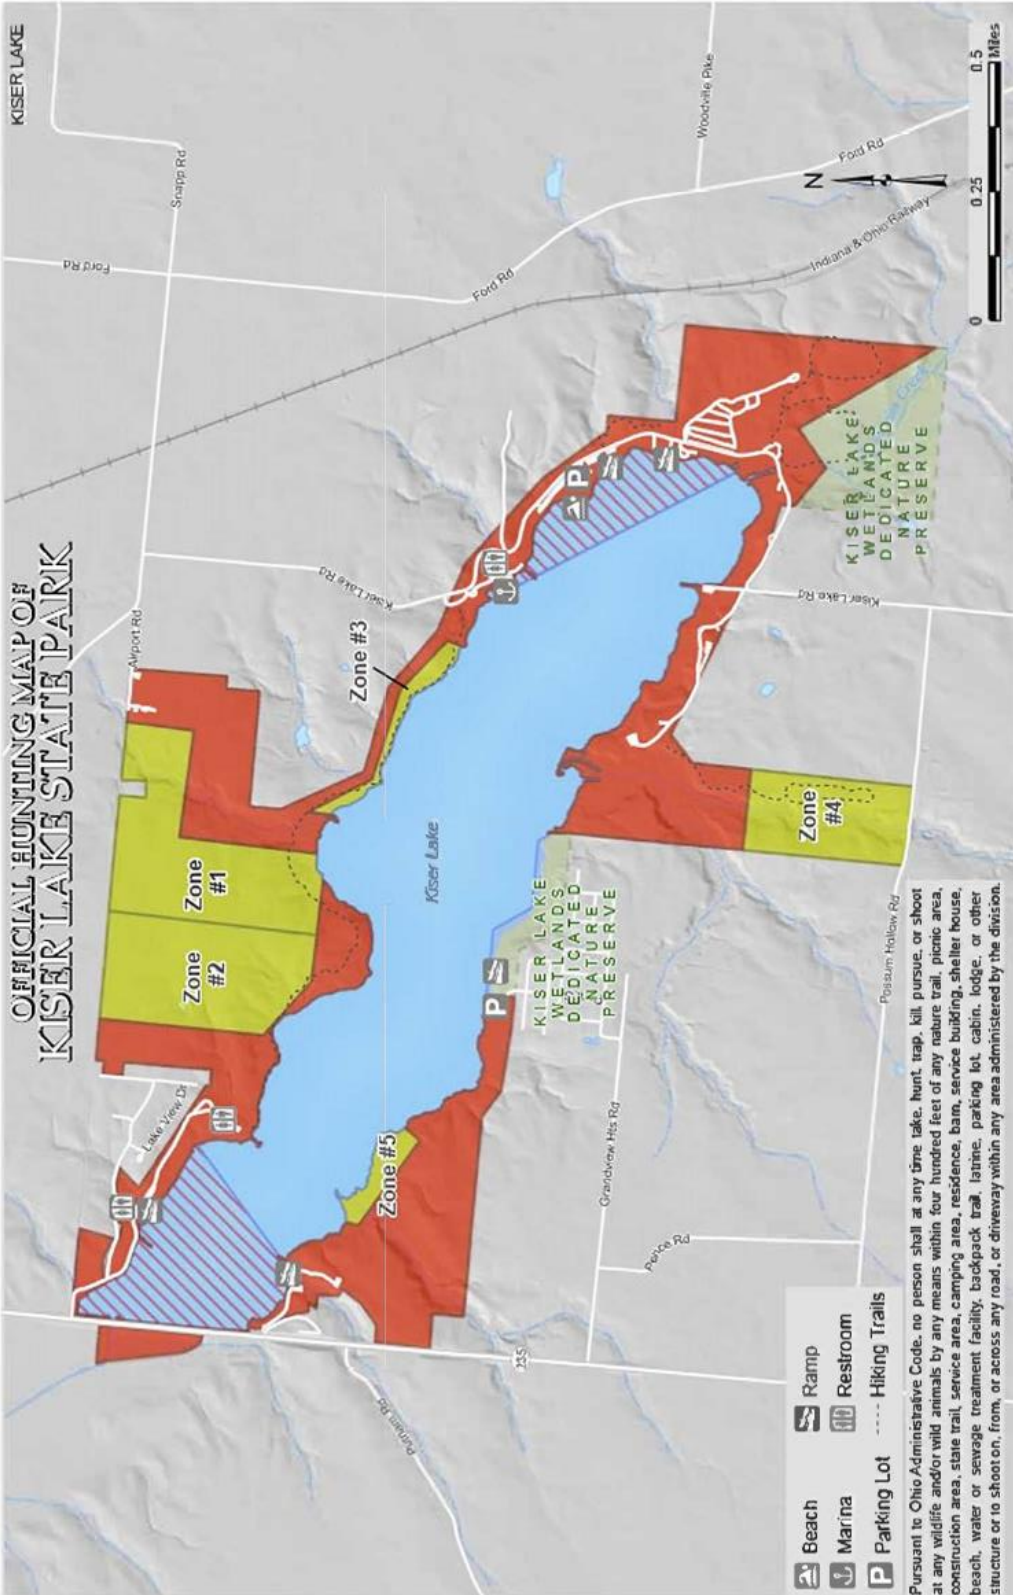 KISER LAKE
OFFICIAL HUNTING MAP OF
KISER LAKE STATE PARK
Snapp Rd
Ford Rd
Airport Rd
Woodville Pike
Ford Rd
Ford Rd
Indiana & Ohio Railway
N
0
0.25
0.5
Miles
Kiser Lake Rd
Zone #3
Zone
#1
Zone
#2
Lake View Dr
Kiser Lake
P
KISER LAKE
WETLANDS
DEDICATED
NATURE
PRESERVE
Creek
Kiser Lake Rd
Zone
#4
P
KISER LAKE
WETLANDS
DEDICATED
NATURE
PRESERVE
Zone #5
Grandview Hts Rd
Possum Hollow Rd
Pence Rd
235
Putnam Rd
Beach
Ramp
Marina
Restroom
P Parking Lot
Hiking Trails
Pursuant to Ohio Administrative Code, no person shall at any time take, hunt, trap, kill, pursue, or shoot
at any wildlife and/or wild animals by any means within four hundred feet of any nature trail, picnic area,
construction area, state trail, service area, camping area, residence, barn, service building, shelter house,
beach, water or sewage treatment facility, backpack trail, latrine, parking lot, cabin, lodge, or other
structure or to shoot on, from, or across any road, or driveway within any area administered by the division.